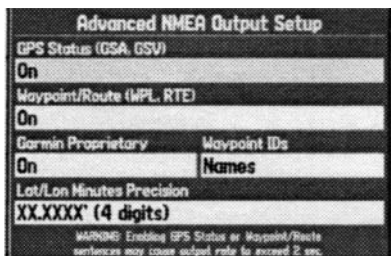 Advanced NMEA Output Setup
GPS Status (GSA, GSV)
On
Waypoint/Route (WPL, RTE)
On
Garmin Proprietary Waypoint IDs
On Names
Lat/Lon Minutes Precision
XX.XXXX' (4 digits)
WARNING: Enabling GPS Status or Waypoint/Route
sentences may cause output rate to exceed 2 sec.